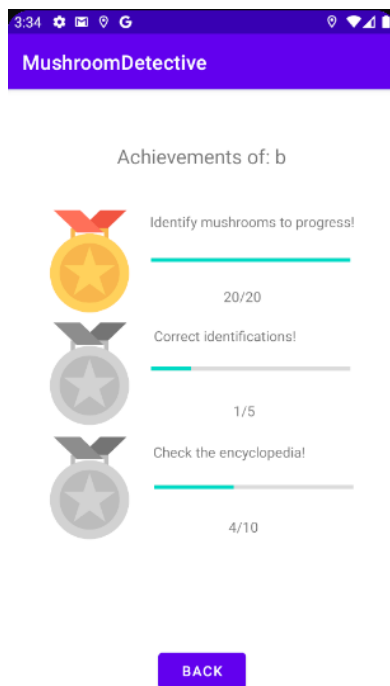 3:34
MushroomDetective
Achievements of: b
Identify mushrooms to progress!
20/20
Correct identifications!
1/5
Check the encyclopedia!
4/10
BACK